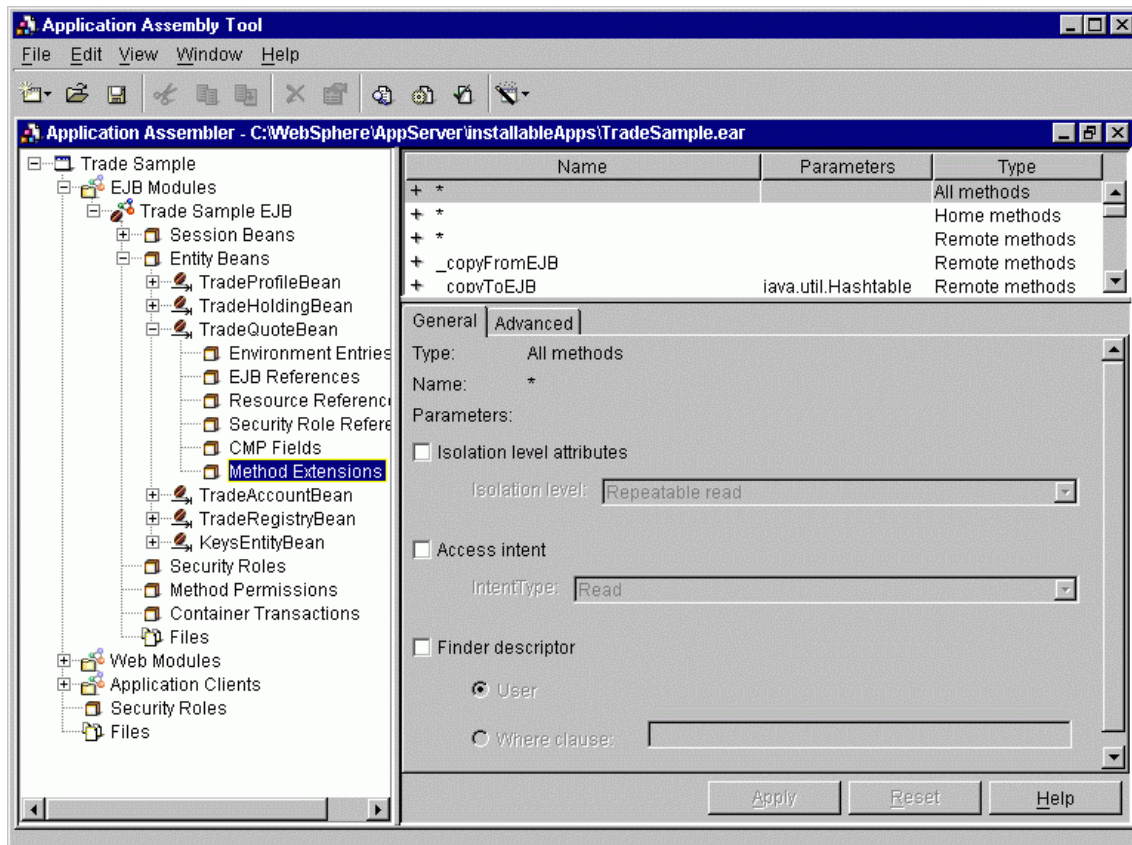 Application Assembly Tool
File Edit View Window Help
Application Assembler - C:\WebSphere\AppServer\installableApps\TradeSample.ear
Trade Sample
EJB Modules
Trade Sample EJB
Session Beans
Entity Beans
TradeProfileBean
TradeHoldingBean
TradeQuoteBean
Environment Entries
EJB References
Resource Referenc
Security Role Refere
CMP Fields
Method Extensions
TradeAccountBean
TradeRegistryBean
KeysEntityBean
Security Roles
Method Permissions
Container Transactions
Files
Web Modules
Application Clients
Security Roles
Files
Name Parameters Type
+ * All methods
+ * Home methods
+ * Remote methods
+ _copyFromEJB Remote methods
+ _copyToEJB java.util.Hashtable Remote methods
General Advanced
Type: All methods
Name: *
Parameters:
Isolation level attributes
Isolation level: Repeatable read
Access intent
IntentType: Read
Finder descriptor
User
Where clause:
Apply Reset Help